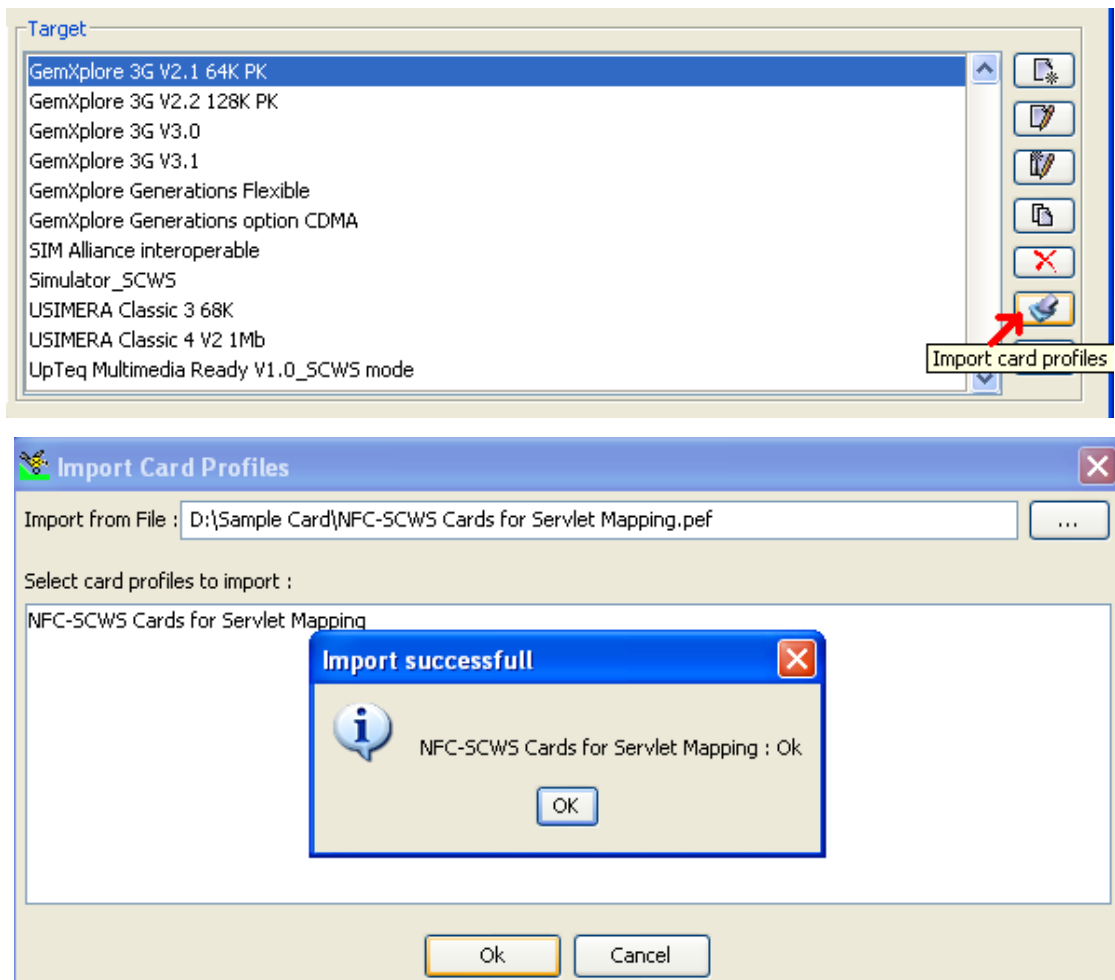 Target
GemXplore 3G V2.1 64K PK
GemXplore 3G V2.2 128K PK
GemXplore 3G V3.0
GemXplore 3G V3.1
GemXplore Generations Flexible
GemXplore Generations option CDMA
SIM Alliance interoperable
Simulator_SCWS
USIMERA Classic 3 68K
USIMERA Classic 4 V2 1Mb
UpTeq Multimedia Ready V1.0_SCWS mode
Import card profiles
Import Card Profiles
Import from File : D:\Sample Card\NFC-SCWS Cards for Servlet Mapping.pef ...
Select card profiles to import :
NFC-SCWS Cards for Servlet Mapping
Import successfull
NFC-SCWS Cards for Servlet Mapping : Ok
OK
Ok Cancel